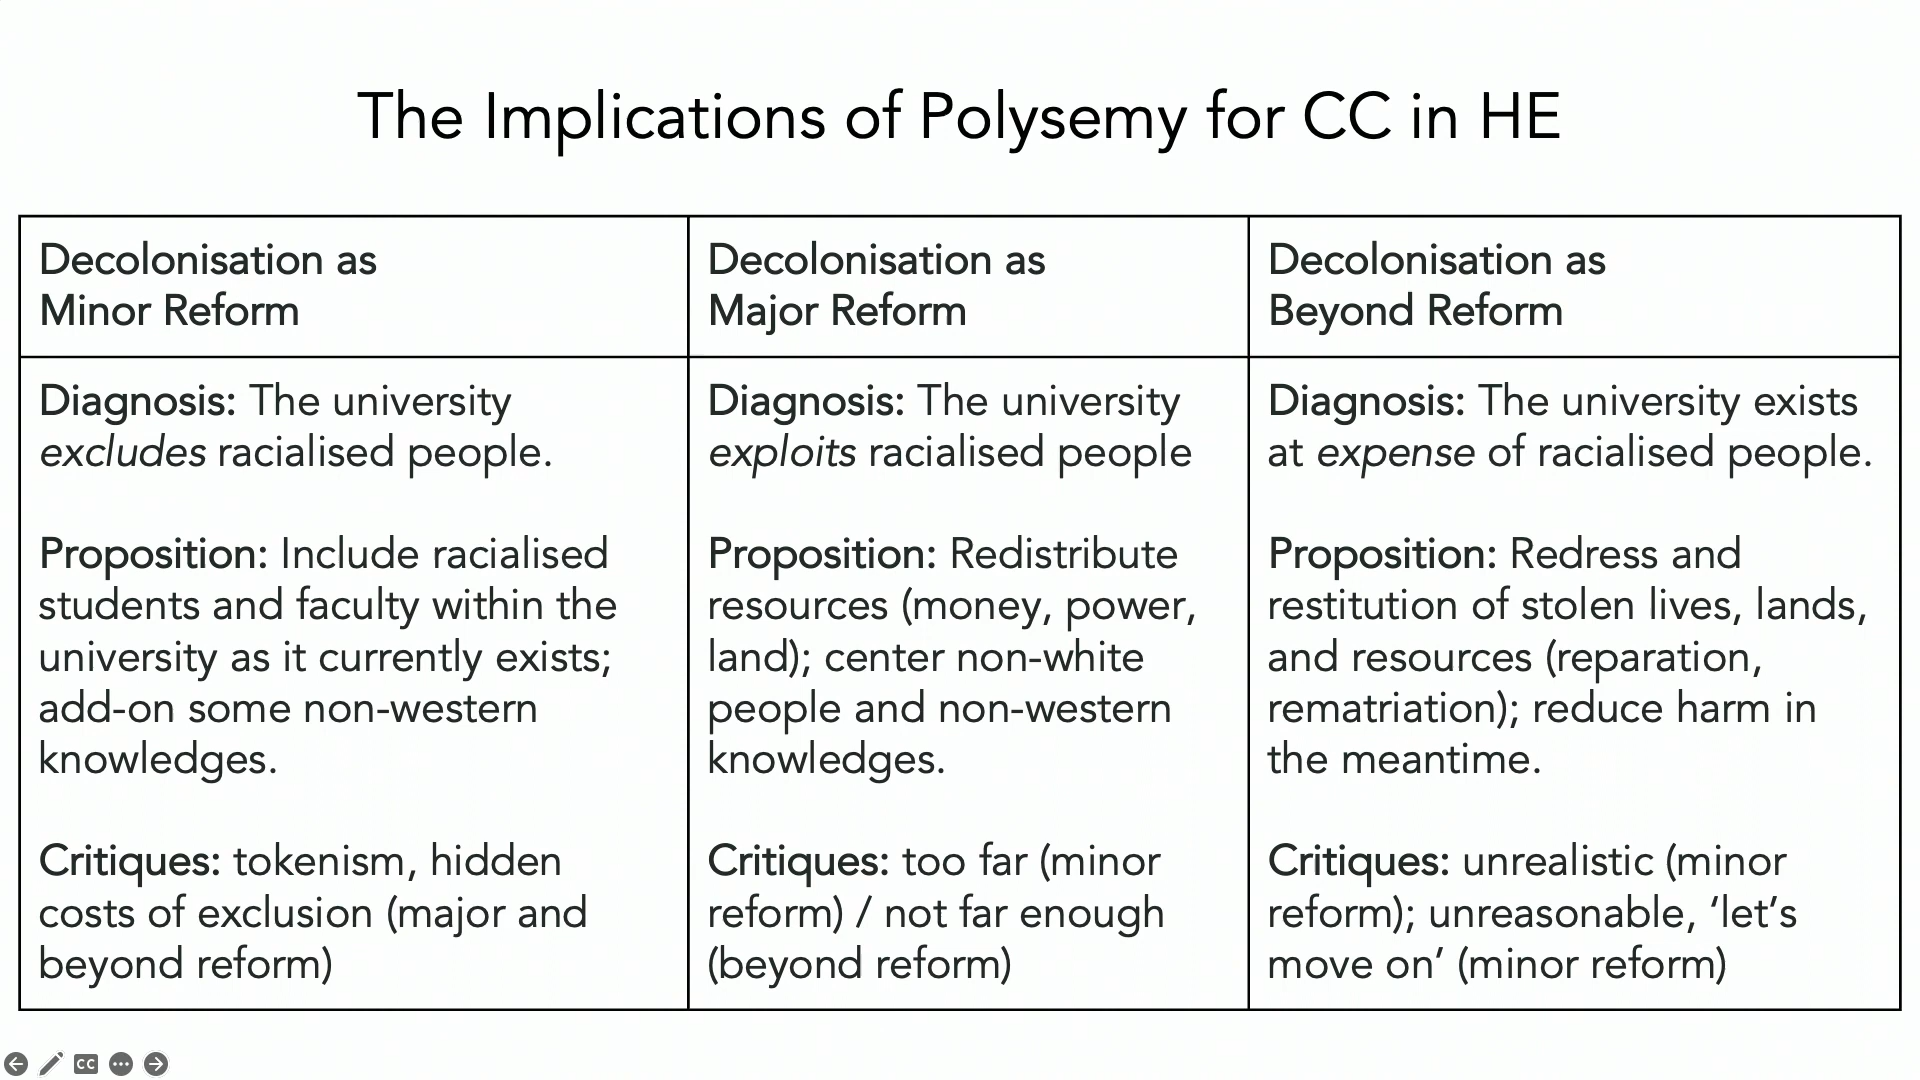 The Implications of Polysemy for CC in HE
Decolonisation as
Minor Reform
Decolonisation as
Major Reform
Decolonisation as
Beyond Reform
Diagnosis: The university
excludes racialised people.
Proposition: Include racialised
students and faculty within the
university as it currently exists;
add-on some non-western
knowledges.
Critiques: tokenism, hidden
costs of exclusion (major and
beyond reform)
Diagnosis: The university
exploits racialised people
Proposition: Redistribute
resources (money, power,
land); center non-white
people and non-western
knowledges.
Critiques: too far (minor
reform) / not far enough
(beyond reform)
Diagnosis: The university exists
at expense of racialised people.
Proposition: Redress and
restitution of stolen lives, lands,
and resources (reparation,
rematriation); reduce harm in
the meantime.
Critiques: unrealistic (minor
reform); unreasonable, ‘let’s
move on’ (minor reform)
CC